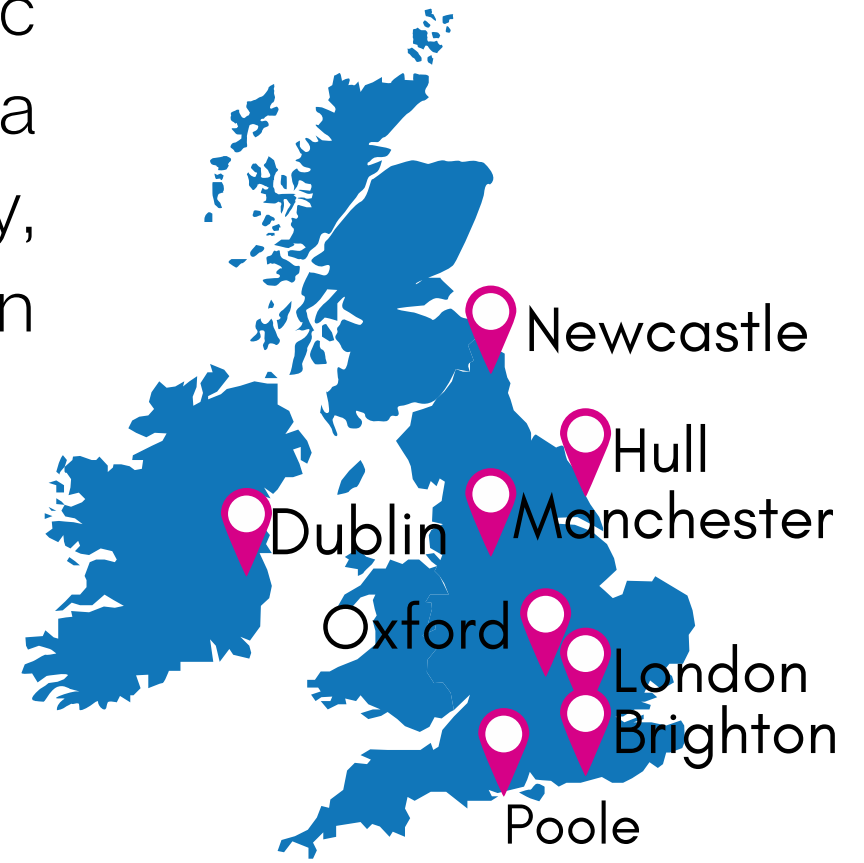 c
a
y,
n
Newcastle
Hull
Manchester
Dublin
Oxford
London
Brighton
Poole